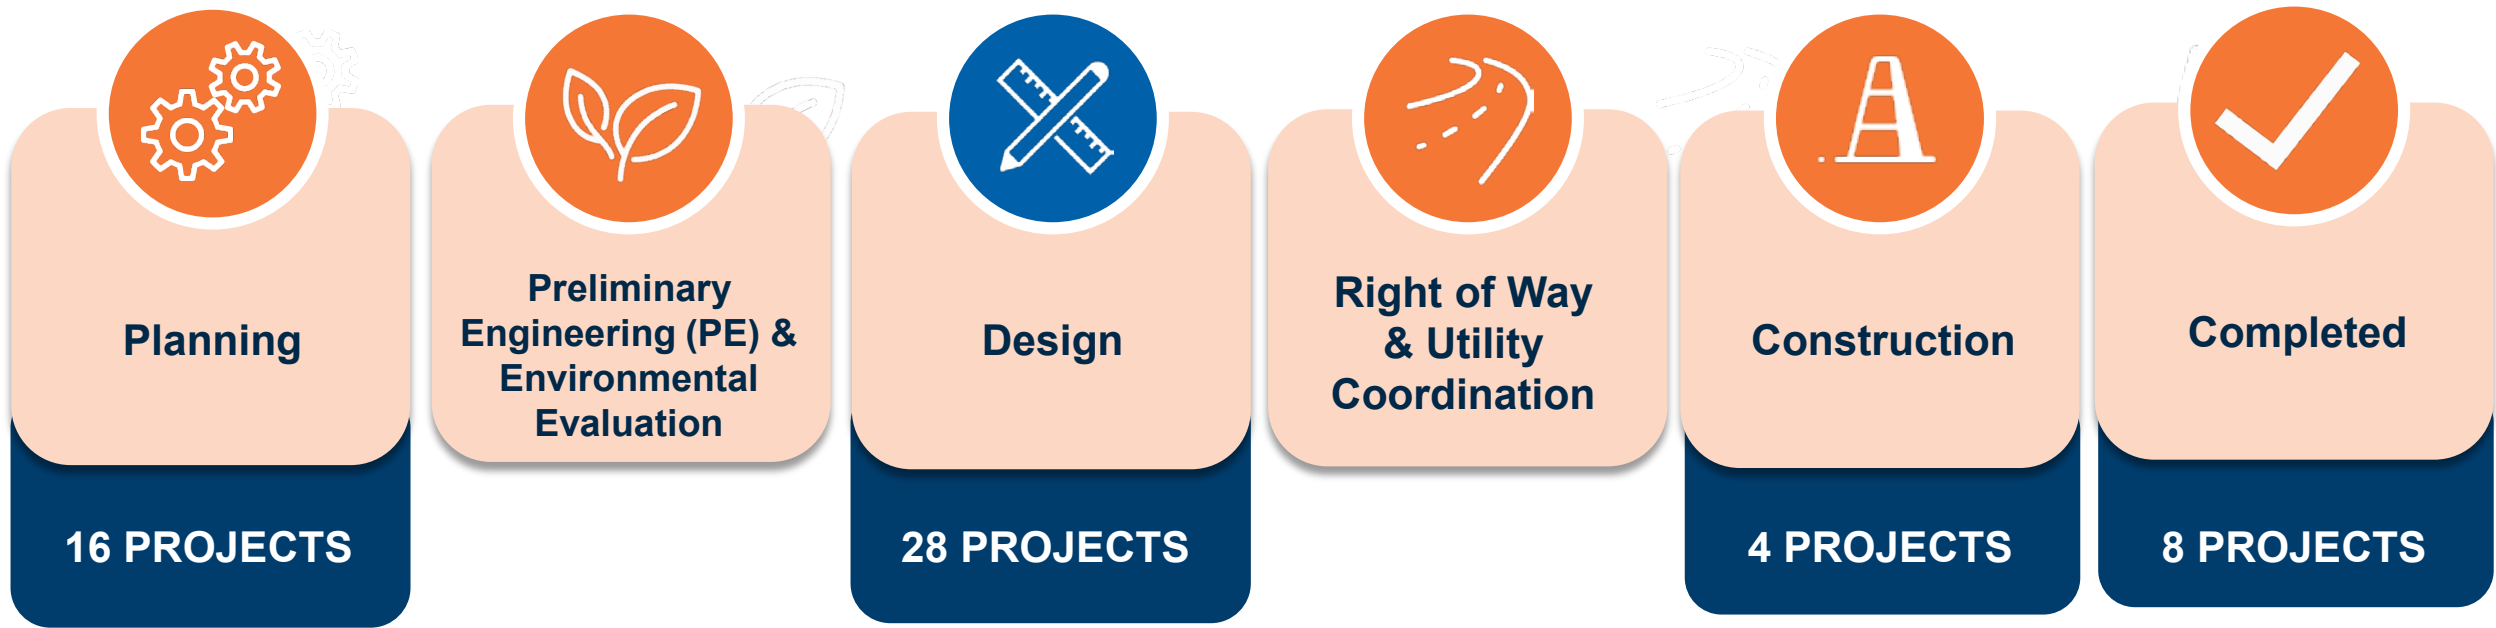 Planning
Preliminary
Engineering (PE) &
Environmental
Evaluation
Design
Right of Way
& Utility
Coordination
Construction
Completed
16 PROJECTS
28 PROJECTS
4 PROJECTS
8 PROJECTS